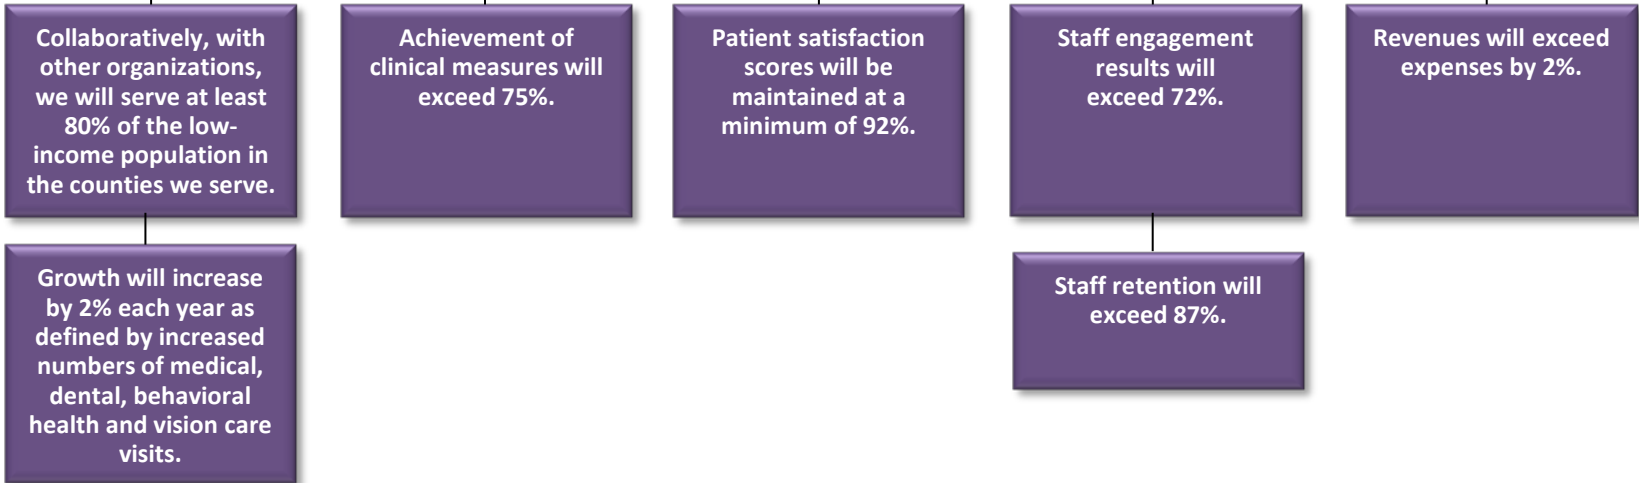 Collaboratively, with
other organizations,
we will serve at least
80% of the low-
income population in
the counties we serve.
Achievement of
clinical measures will
exceed 75%.
Patient satisfaction
scores will be
maintained at a
minimum of 92%.
Staff engagement
results will
exceed 72%.
Revenues will exceed
expenses by 2%.
Growth will increase
by 2% each year as
defined by increased
numbers of medical,
dental, behavioral
health and vision care
visits.
Staff retention will
exceed 87%.